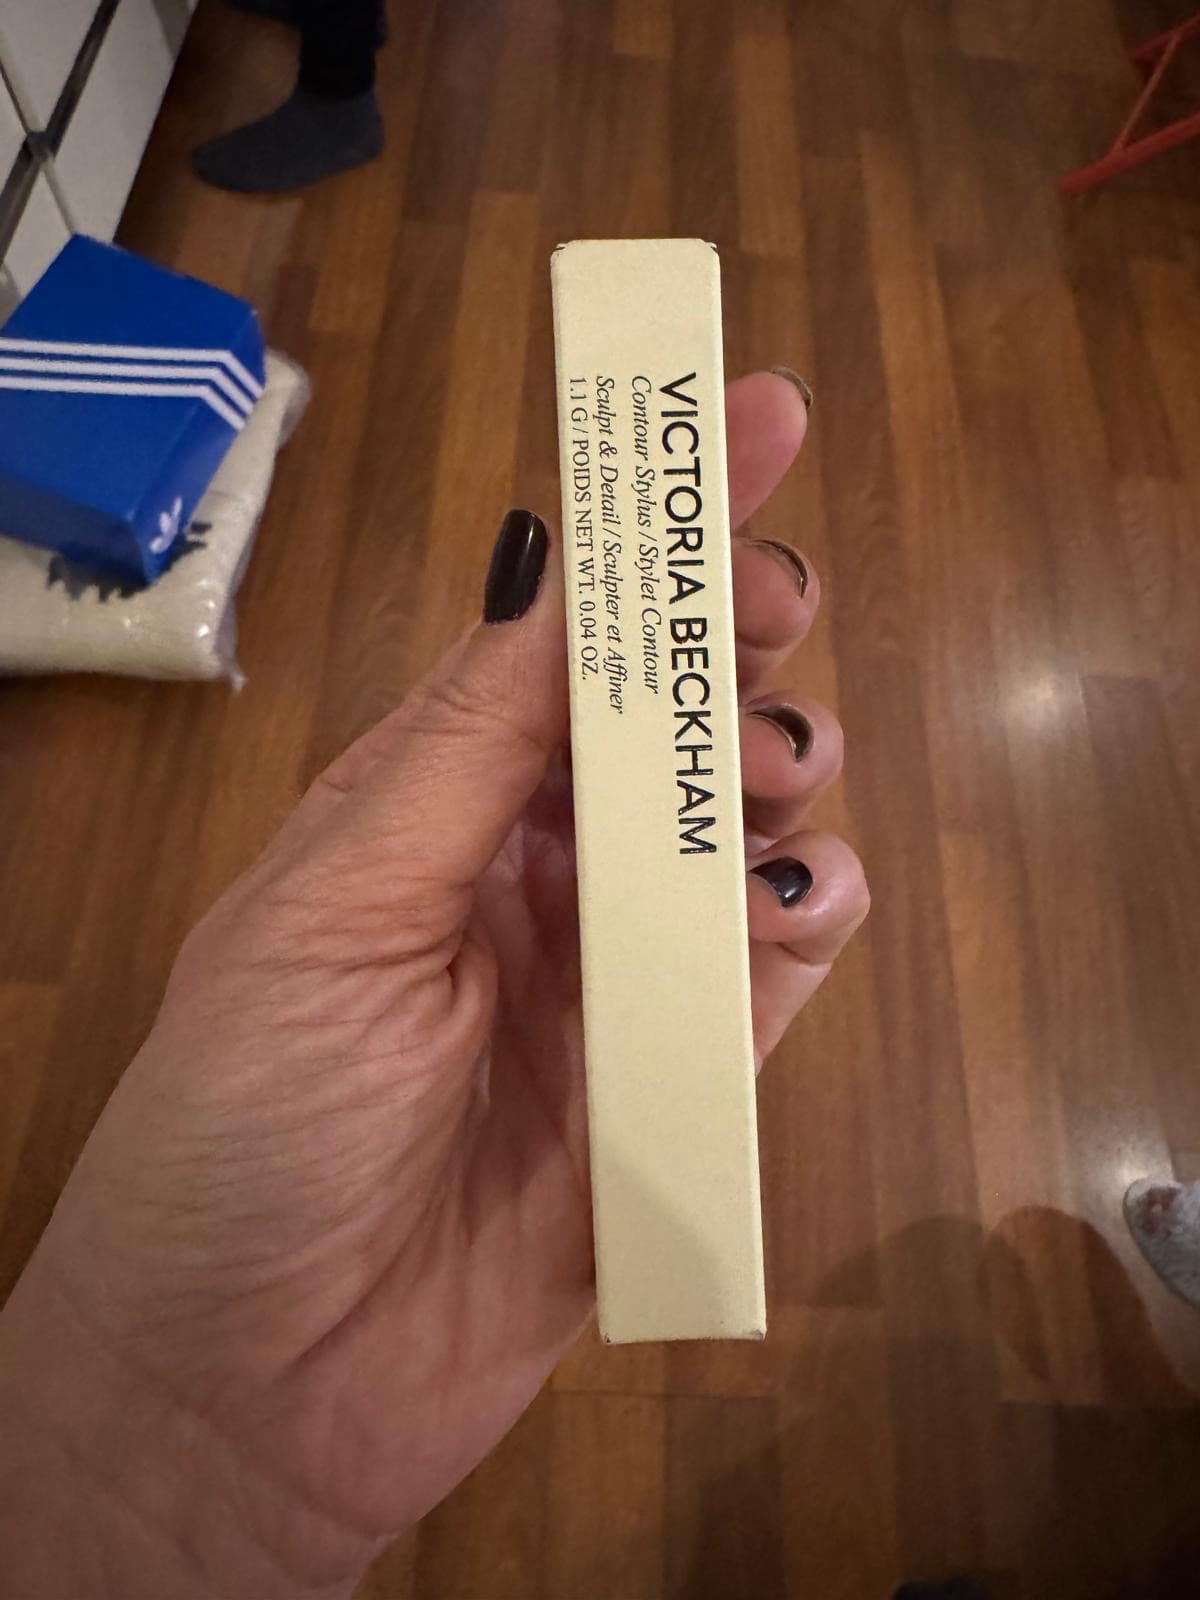 VICTORIA BECKHAM
Contour Stylus / Stylet Contour
Sculpt & Detail / Sculpter et Affiner
1.1 G / POIDS NET WT. 0.04 OZ.